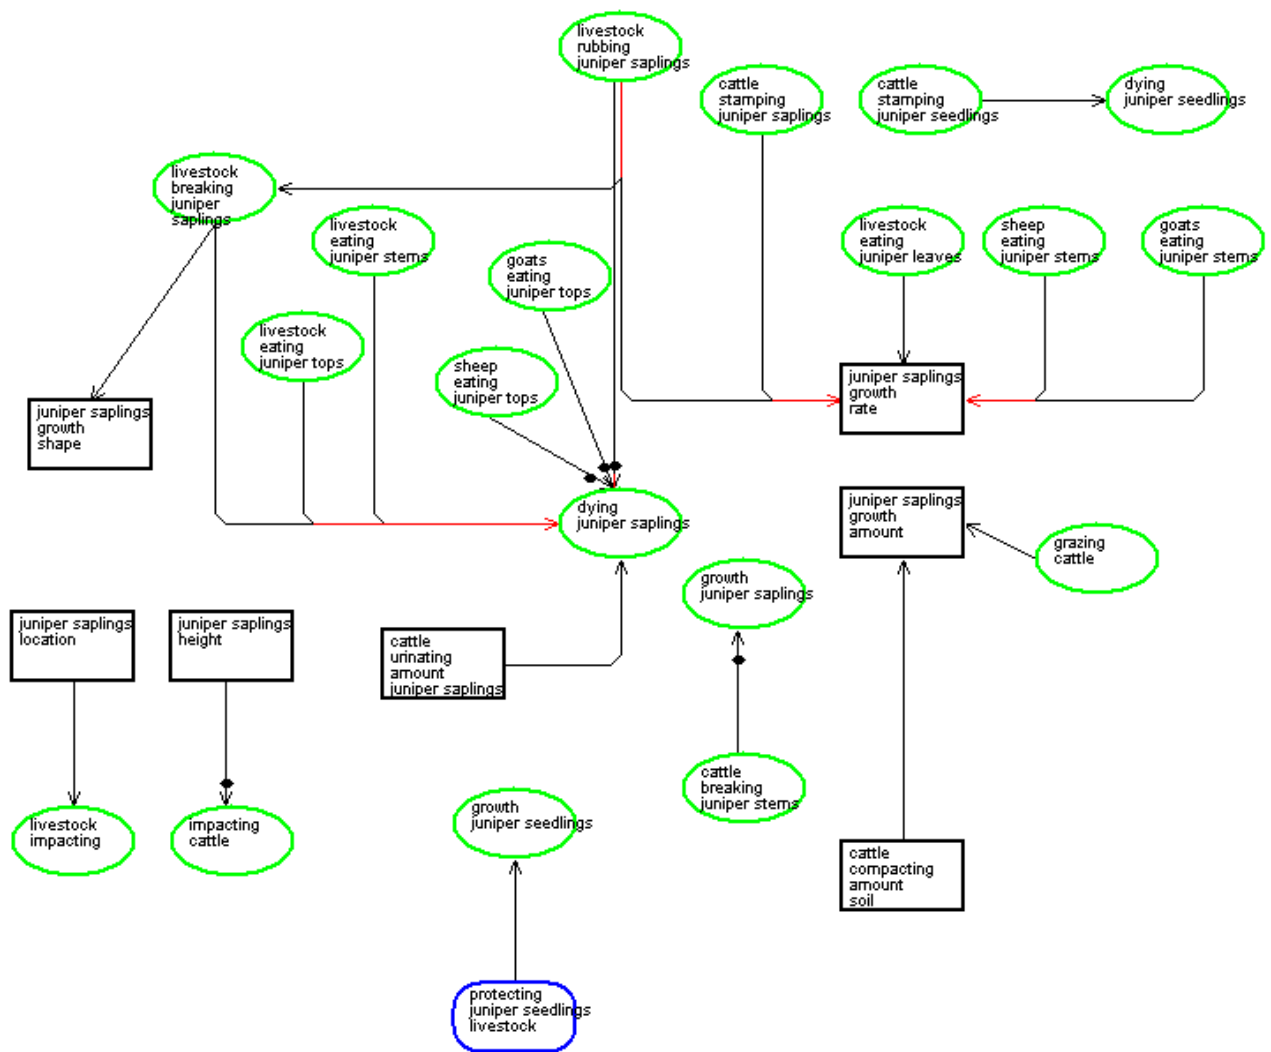 livestock
rubbing
juniper saplings
cattle
stamping
juniper saplings
cattle
stamping
juniper seedlings
dying
juniper seedlings
livestock
breaking
juniper
saplings
livestock
eating
juniper stems
goats
eating
juniper tops
livestock
eating
juniper leaves
sheep
eating
juniper stems
goats
eating
juniper stems
livestock
eating
juniper tops
sheep
eating
juniper tops
juniper saplings
growth
rate
juniper saplings
growth
shape
dying
juniper saplings
juniper saplings
growth
amount
grazing
cattle
growth
juniper saplings
juniper saplings
location
juniper saplings
height
cattle
urinating
amount
juniper saplings
cattle
breaking
juniper stems
growth
juniper seedlings
livestock
impacting
impacting
cattle
cattle
compacting
amount
soil
protecting
juniper seedlings
livestock